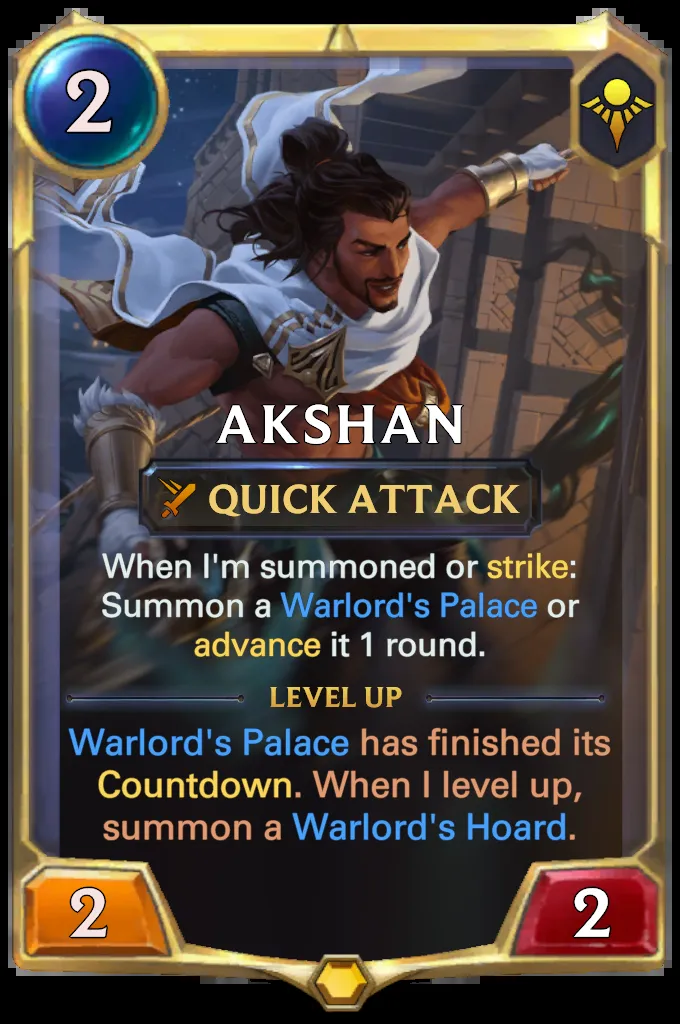 2
AKSHAN
QUICK ATTACK
When I'm summoned or strike:
Summon a Warlord's Palace or
advance it 1 round.
LEVEL UP
Warlord's Palace has finished its
Countdown. When I level up,
summon a Warlord's Hoard.
2
2